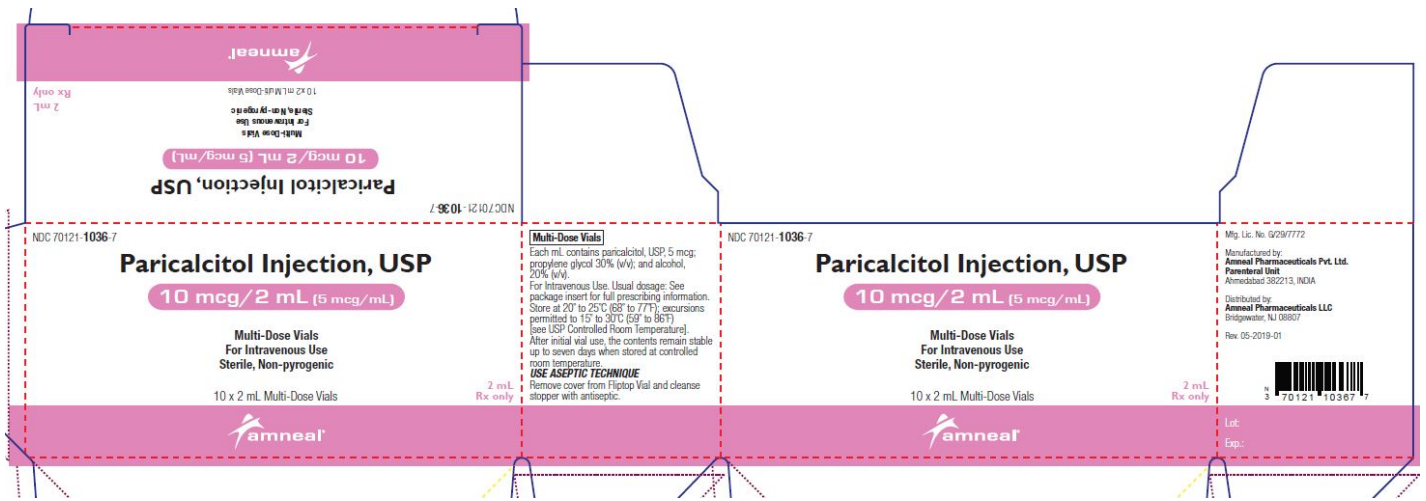 amneal
10 x 2 mL Multi-Dose Vials
2 mL
Rx only
Multi-Dose Vials
For Intravenous Use
Sterile, Non-pyrogenic
10 mcg/2 mL (5 mcg/mL)
Paricalcitol Injection, USP
NDC 70121-1036-7
NDC 70121-1036-7
Paricalcitol Injection, USP
10 mcg/2 mL (5 mcg/mL)
Multi-Dose Vials
For Intravenous Use
Sterile, Non-pyrogenic
10 x 2 mL Multi-Dose Vials
2 mL
Rx only
amneal
Multi-Dose Vials
Each mL contains paricalcitol, USP, 5 mcg;
propylene glycol 30% (v/v); and alcohol,
20% (v/v).
For Intravenous Use. Usual dosage: See
package insert for full prescribing information.
Store at 20° to 25°C (68° to 77°F); excursions
permitted to 15° to 30°C (59° to 86°F)
[see USP Controlled Room Temperature].
After initial vial use, the contents remain stable
up to seven days when stored at controlled
room temperature.
USE ASEPTIC TECHNIQUE
Remove cover from Fliptop Vial and cleanse
stopper with antiseptic.
NDC 70121-1036-7
Paricalcitol Injection, USP
10 mcg/2 mL (5 mcg/mL)
Multi-Dose Vials
For Intravenous Use
Sterile, Non-pyrogenic
10 x 2 mL Multi-Dose Vials
2 mL
Rx only
amneal
Mfg. Lic. No. G/29/7772
Manufactured by:
Amneal Pharmaceuticals Pvt. Ltd.
Parenteral Unit
Ahmedabad 382213, INDIA
Distributed by:
Amneal Pharmaceuticals LLC
Bridgewater, NJ 08807
Rev. 05-2019-01
N
3 70121 10367 7
Lot:
Exp.: